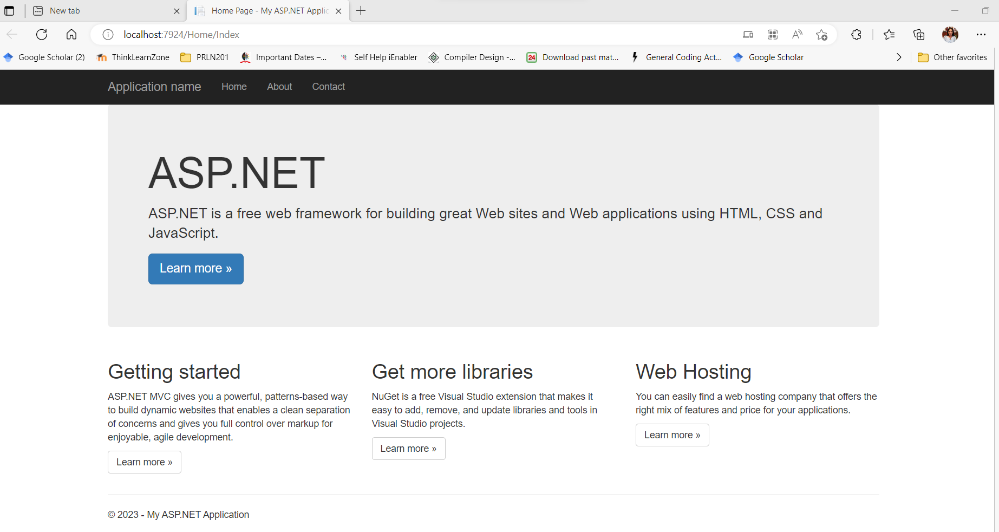 New tab
Home Page - My ASP.NET Applic
localhost:7924/Home/Index
Google Scholar (2) ThinkLearnZone PRLN201 Important Dates –... Self Help iEnabler Compiler Design -... 24 Download past mat... General Coding Act... Google Scholar Other favorites
Application name Home About Contact
ASP.NET
ASP.NET is a free web framework for building great Web sites and Web applications using HTML, CSS and
JavaScript.
Learn more »
Getting started
ASP.NET MVC gives you a powerful, patterns-based way
to build dynamic websites that enables a clean separation
of concerns and gives you full control over markup for
enjoyable, agile development.
Learn more »
Get more libraries
NuGet is a free Visual Studio extension that makes it
easy to add, remove, and update libraries and tools in
Visual Studio projects.
Learn more »
Web Hosting
You can easily find a web hosting company that offers the
right mix of features and price for your applications.
Learn more »
© 2023 - My ASP.NET Application